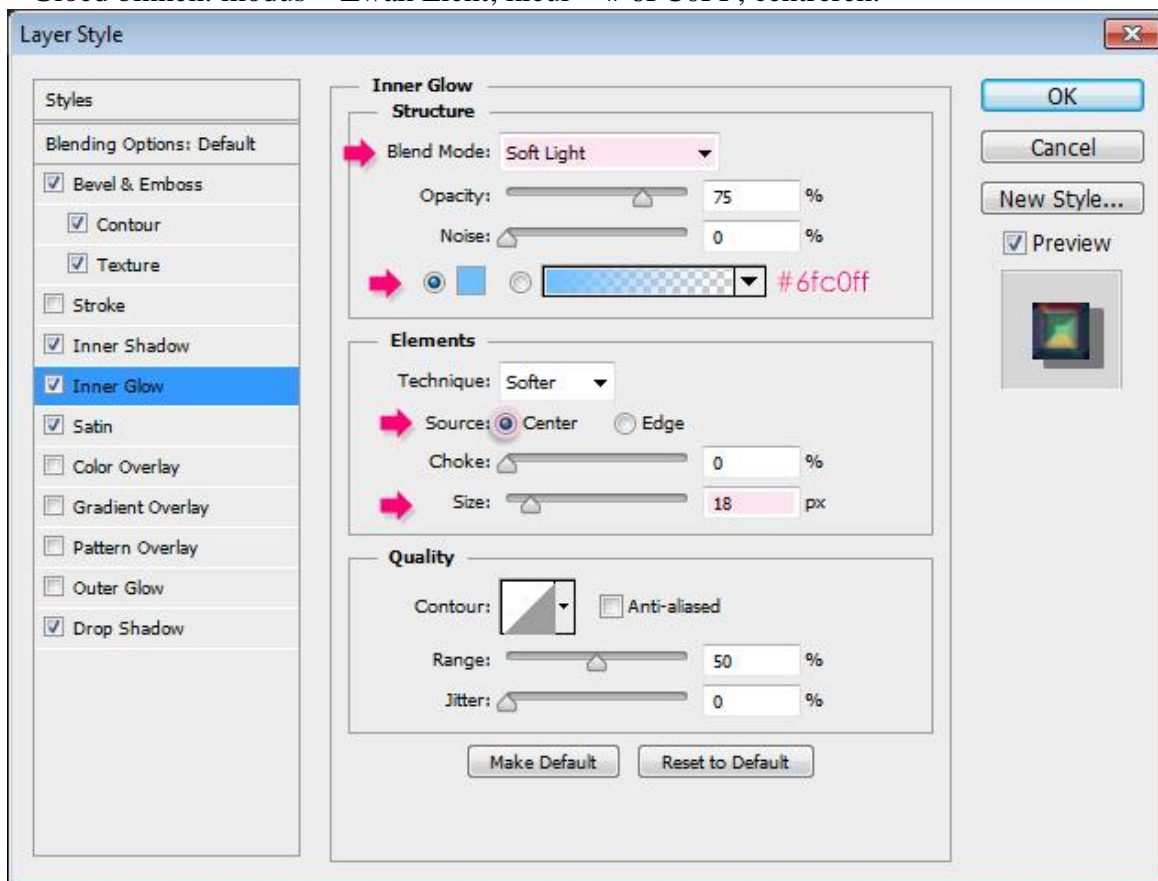 Layer Style
Styles
Blending Options: Default
Bevel & Emboss
Contour
Texture
Stroke
Inner Shadow
Inner Glow
Satin
Color Overlay
Gradient Overlay
Pattern Overlay
Outer Glow
Drop Shadow
Inner Glow
Structure
Blend Mode: Soft Light
Opacity: 75 %
Noise: 0 %
#6fc0ff
Elements
Technique: Softer
Source: Center Edge
Choke: 0 %
Size: 18 px
Quality
Contour: Anti-aliased
Range: 50 %
Jitter: 0 %
Make Default Reset to Default
OK
Cancel
New Style...
Preview